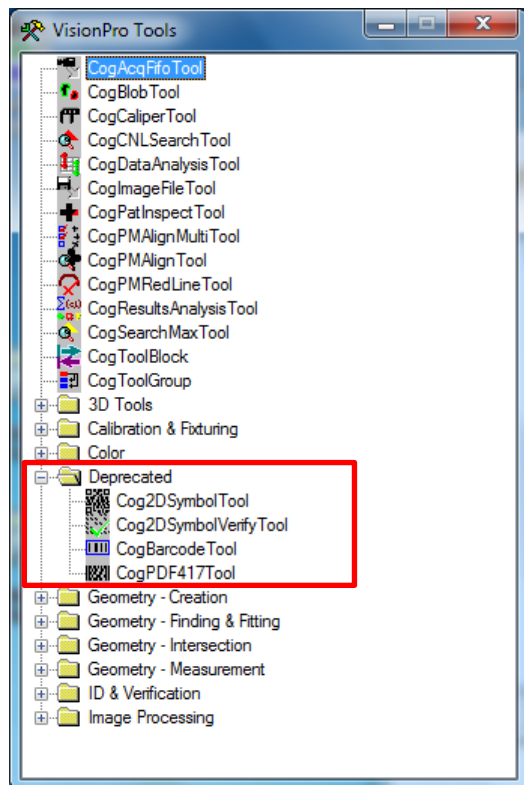 VisionPro Tools
CogAcqFifoTool
CogBlobTool
CogCaliperTool
CogCNLSearchTool
CogDataAnalysisTool
CogImageFileTool
CogPatInspectTool
CogPMAlignMultiTool
CogPMAlignTool
CogPMRedLineTool
CogResultsAnalysisTool
CogSearchMaxTool
CogToolBlock
CogToolGroup
3D Tools
Calibration & Fixturing
Color
Deprecated
Cog2DSymbolTool
Cog2DSymbolVerifyTool
CogBarcodeTool
CogPDF417Tool
Geometry - Creation
Geometry - Finding & Fitting
Geometry - Intersection
Geometry - Measurement
ID & Verification
Image Processing